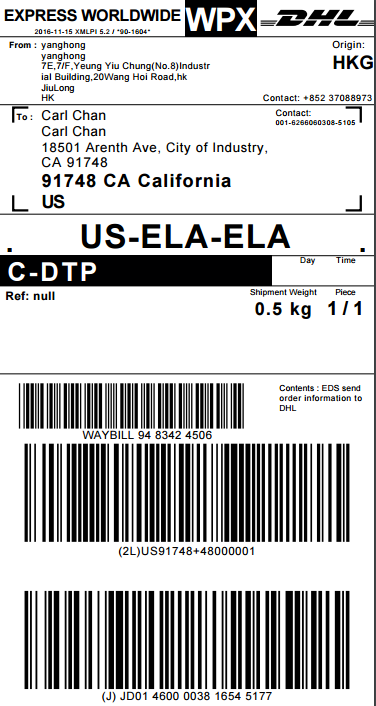 EXPRESS WORLDWIDE WPX DHL
2016-11-15 XMLPI 5.2 / *90-1604*
From : yanghong Origin:
yanghong HKG
7E,7/F,Yeung Yiu Chung(No.8)Industr
ial Building,20Wang Hoi Road,hk
JiuLong
HK Contact: +852 37088973
To : Carl Chan Contact:
Carl Chan 001-6266060308-5105
18501 Arenth Ave, City of Industry,
CA 91748
91748 CA California
US
US-ELA-ELA
C-DTP Day Time
Ref: null Shipment Weight Piece
0.5 kg 1 / 1
Contents : EDS send
order information to
DHL
WAYBILL 94 8342 4506
(2L)US91748+48000001
(J) JD01 4600 0038 1654 5177